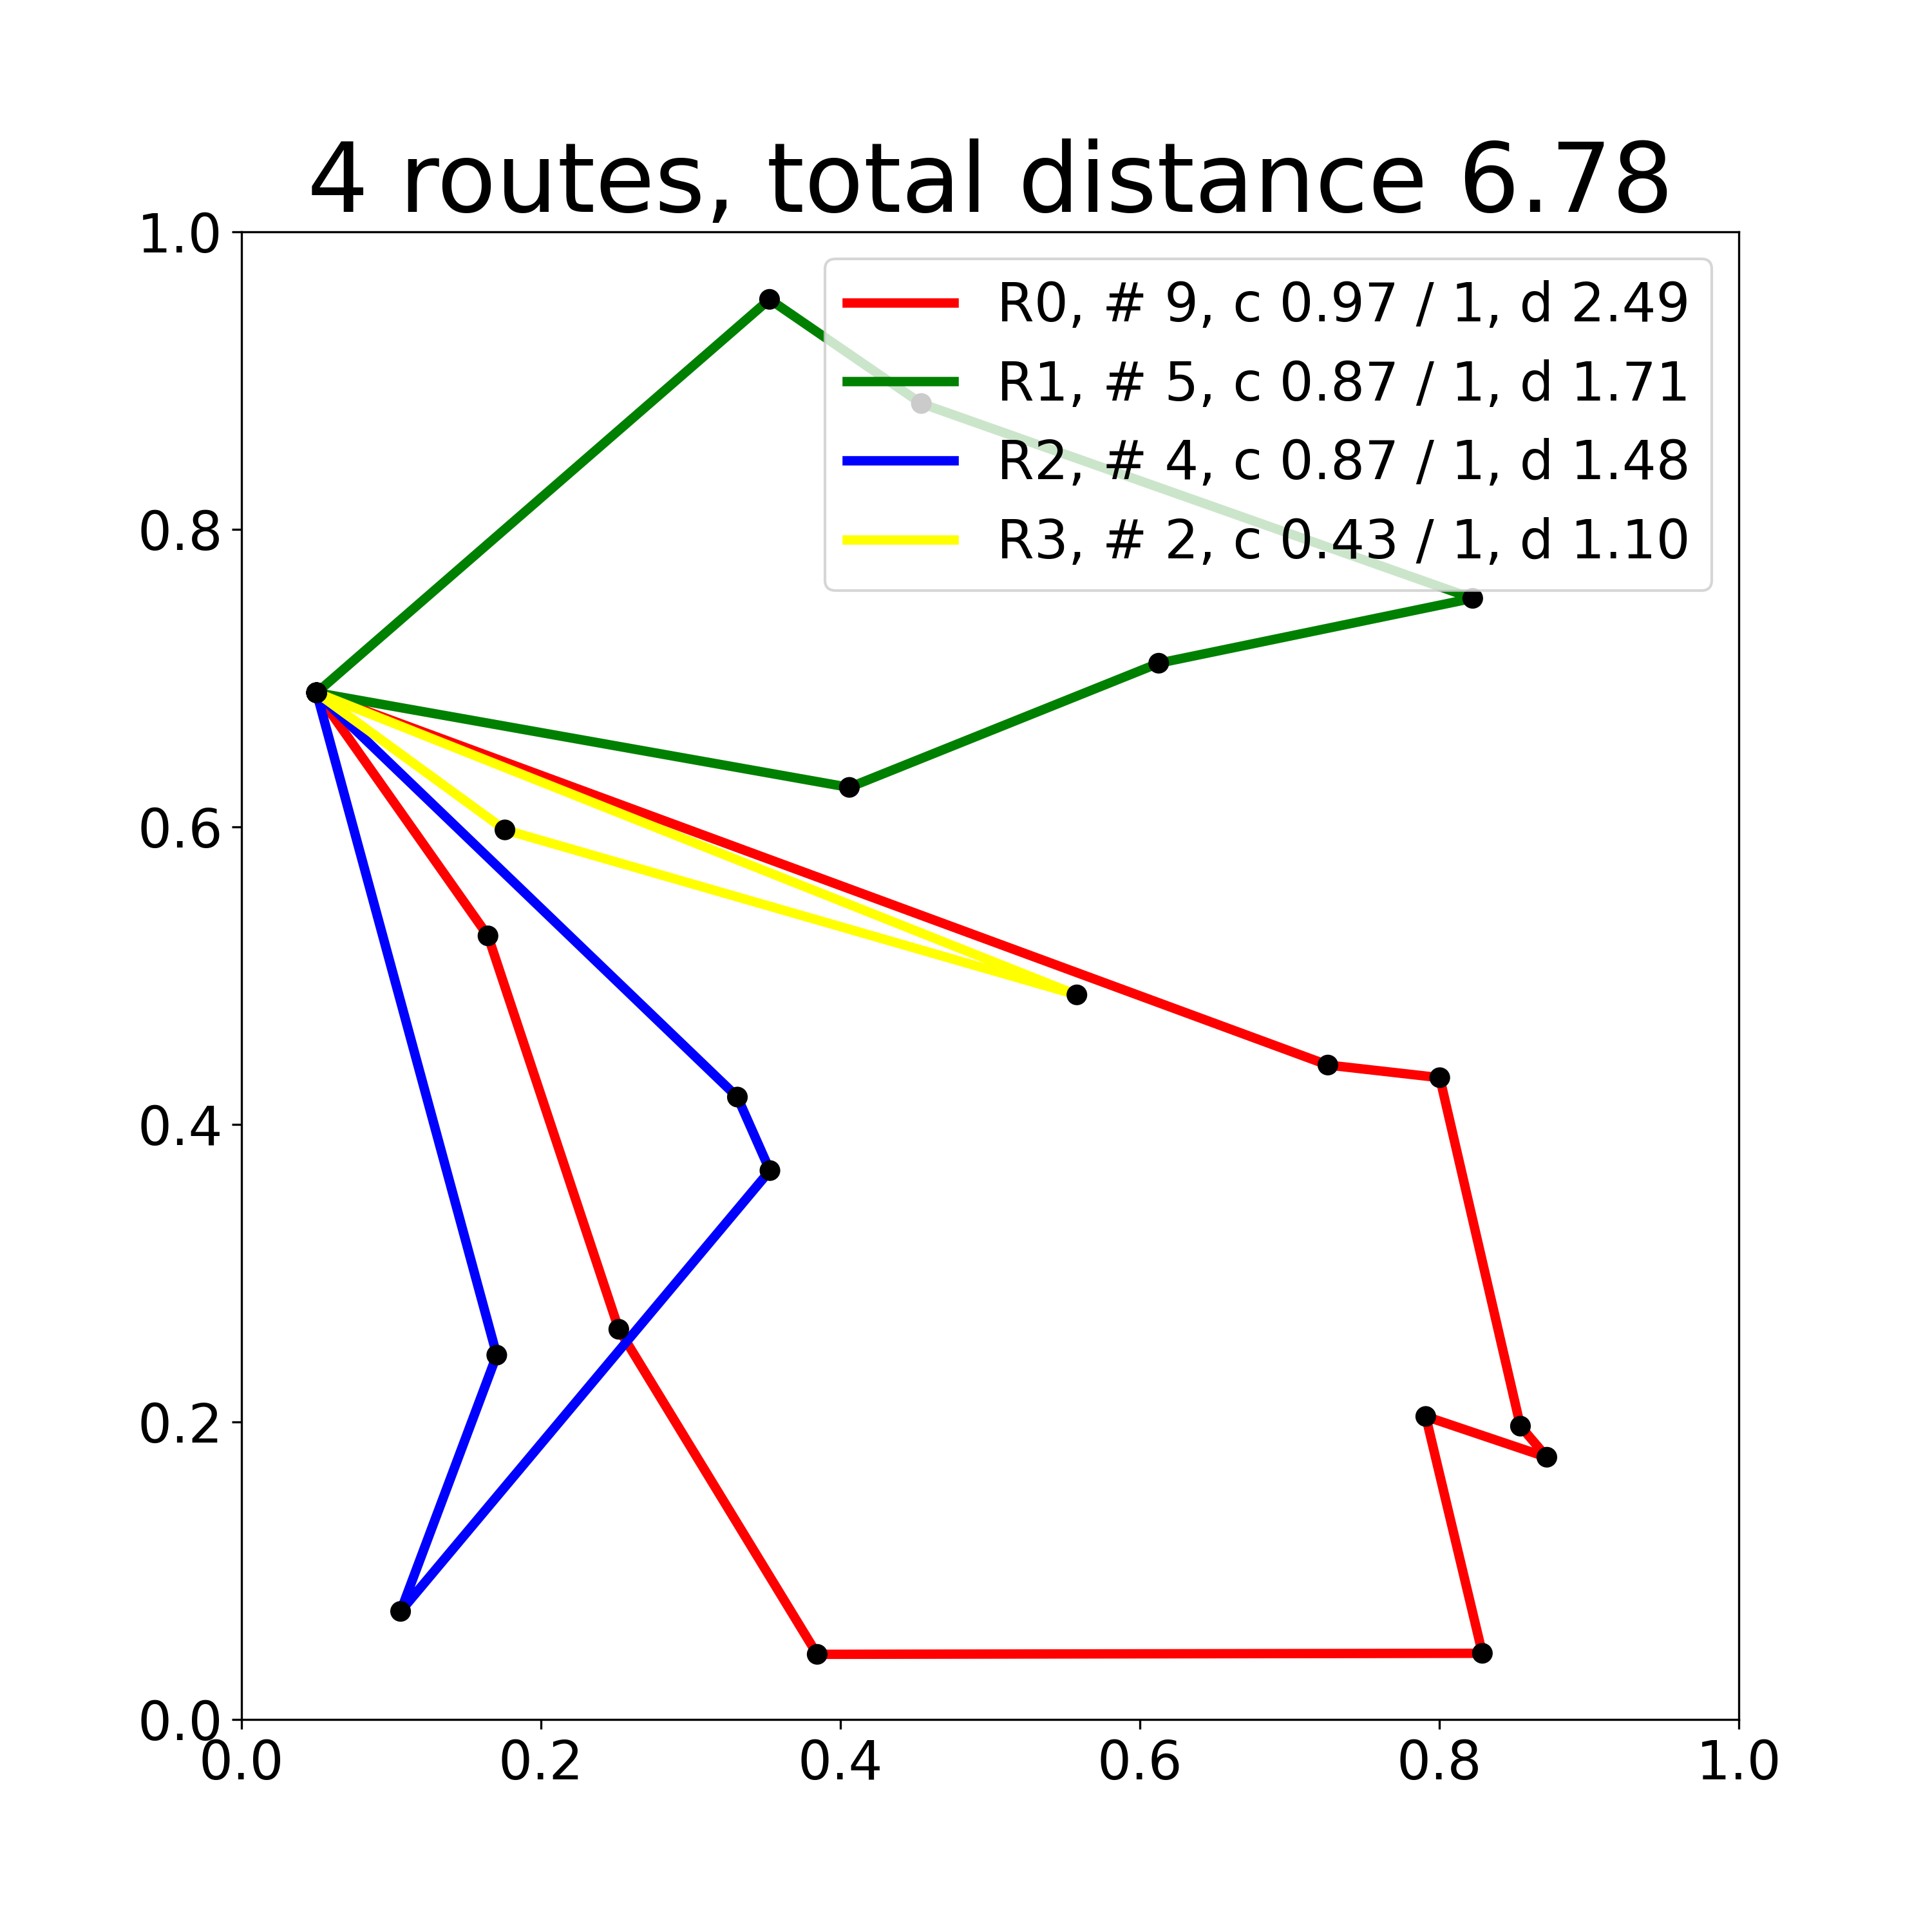 4 routes, total distance 6.78
1.0
R0, # 9, c 0.97 / 1, d 2.49
R1, # 5, c 0.87 / 1, d 1.71
R2, # 4, c 0.87 / 1, d 1.48
R3, # 2, c 0.43 / 1, d 1.10
0.8
0.6
0.4
0.2
0.0
0.0 0.2 0.4 0.6 0.8 1.0